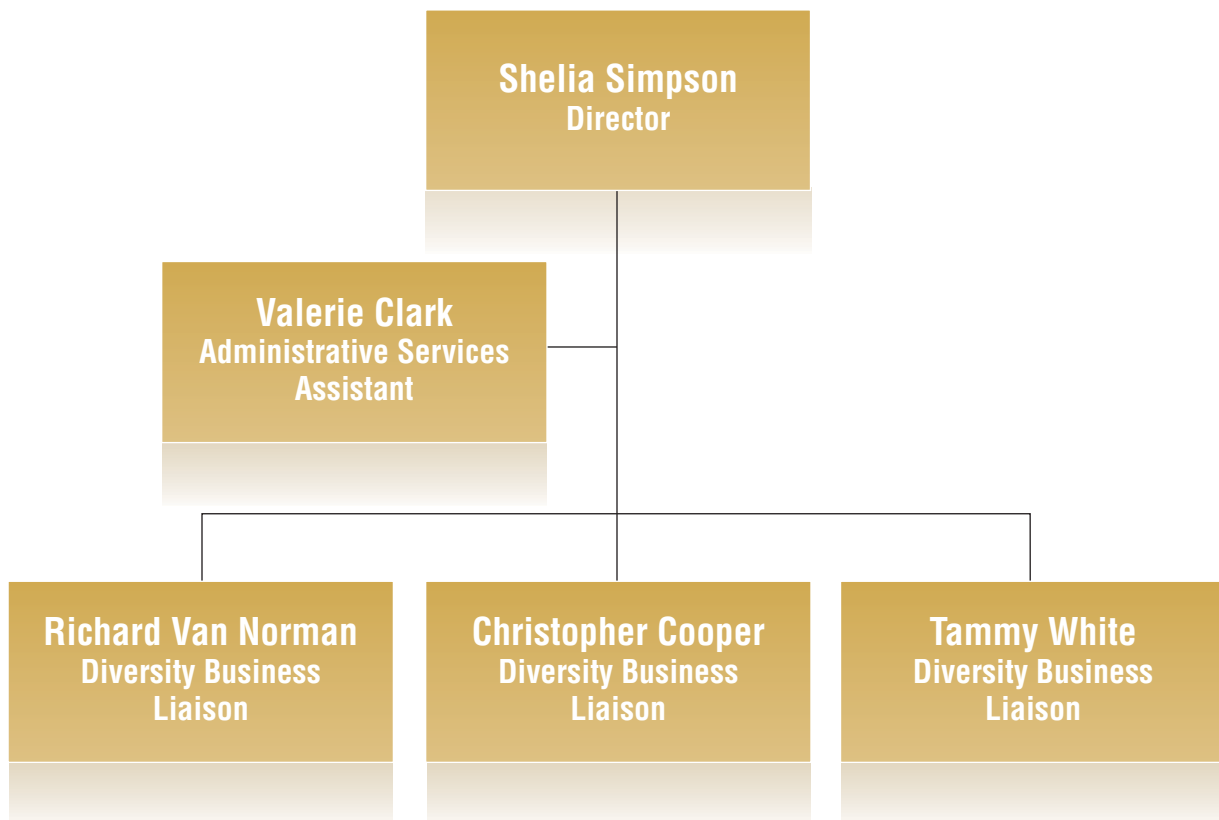 Shelia Simpson
Director
Valerie Clark
Administrative Services
Assistant
Richard Van Norman
Diversity Business
Liaison
Christopher Cooper
Diversity Business
Liaison
Tammy White
Diversity Business
Liaison